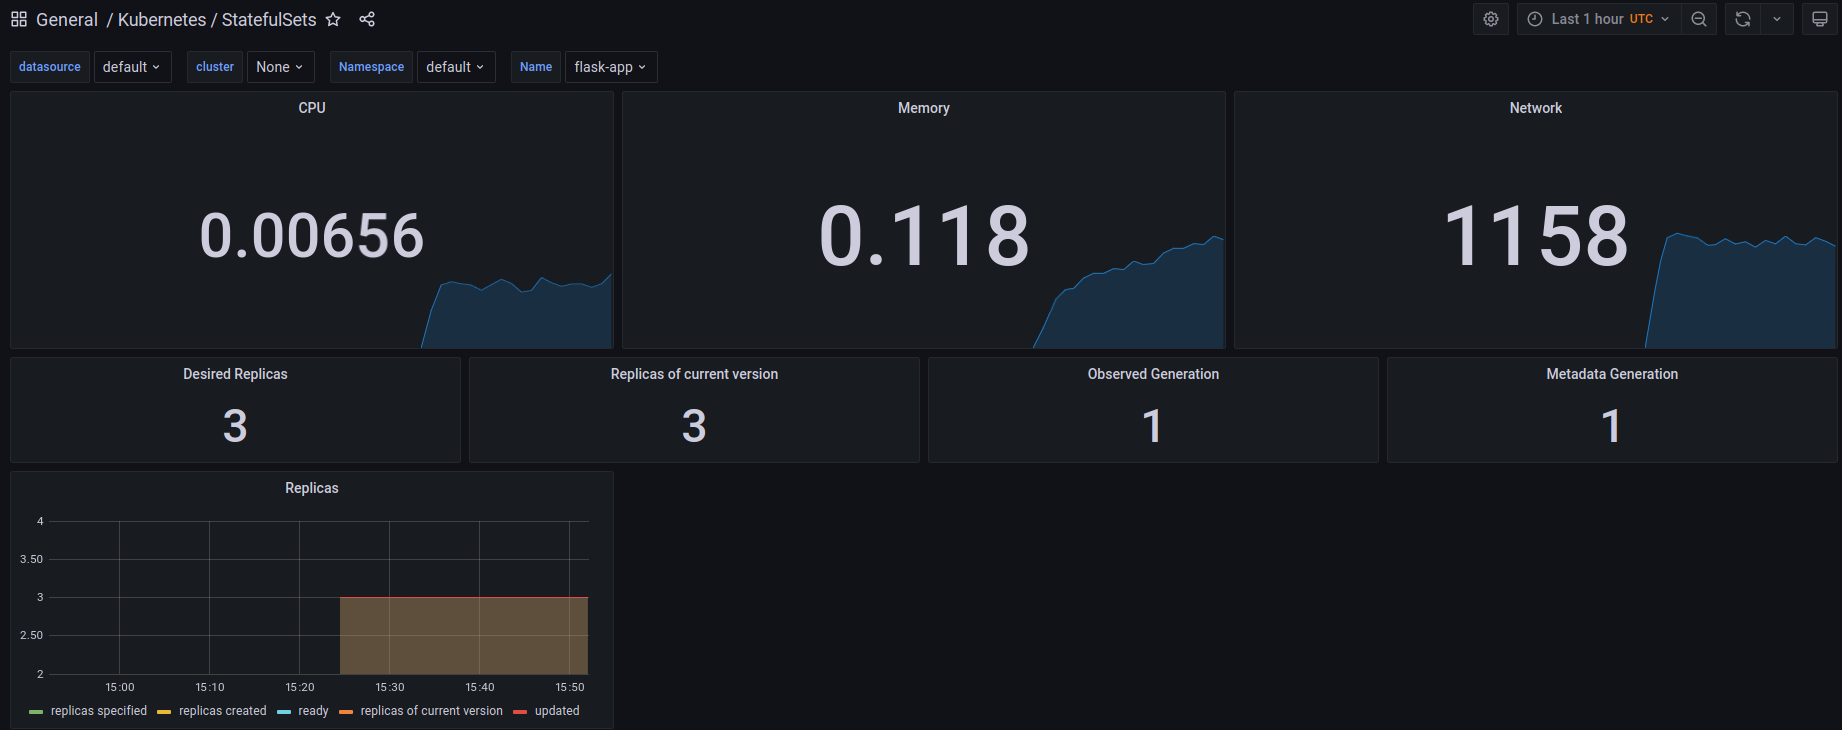 General / Kubernetes / StatefulSets
Last 1 hour UTC
datasource default cluster None Namespace default Name flask-app
CPU
0.00656
Memory
0.118
Network
1158
Desired Replicas
3
Replicas of current version
3
Observed Generation
1
Metadata Generation
1
Replicas
4
3.50
3
2.50
2
15:00 15:10 15:20 15:30 15:40 15:50
replicas specified replicas created ready replicas of current version updated